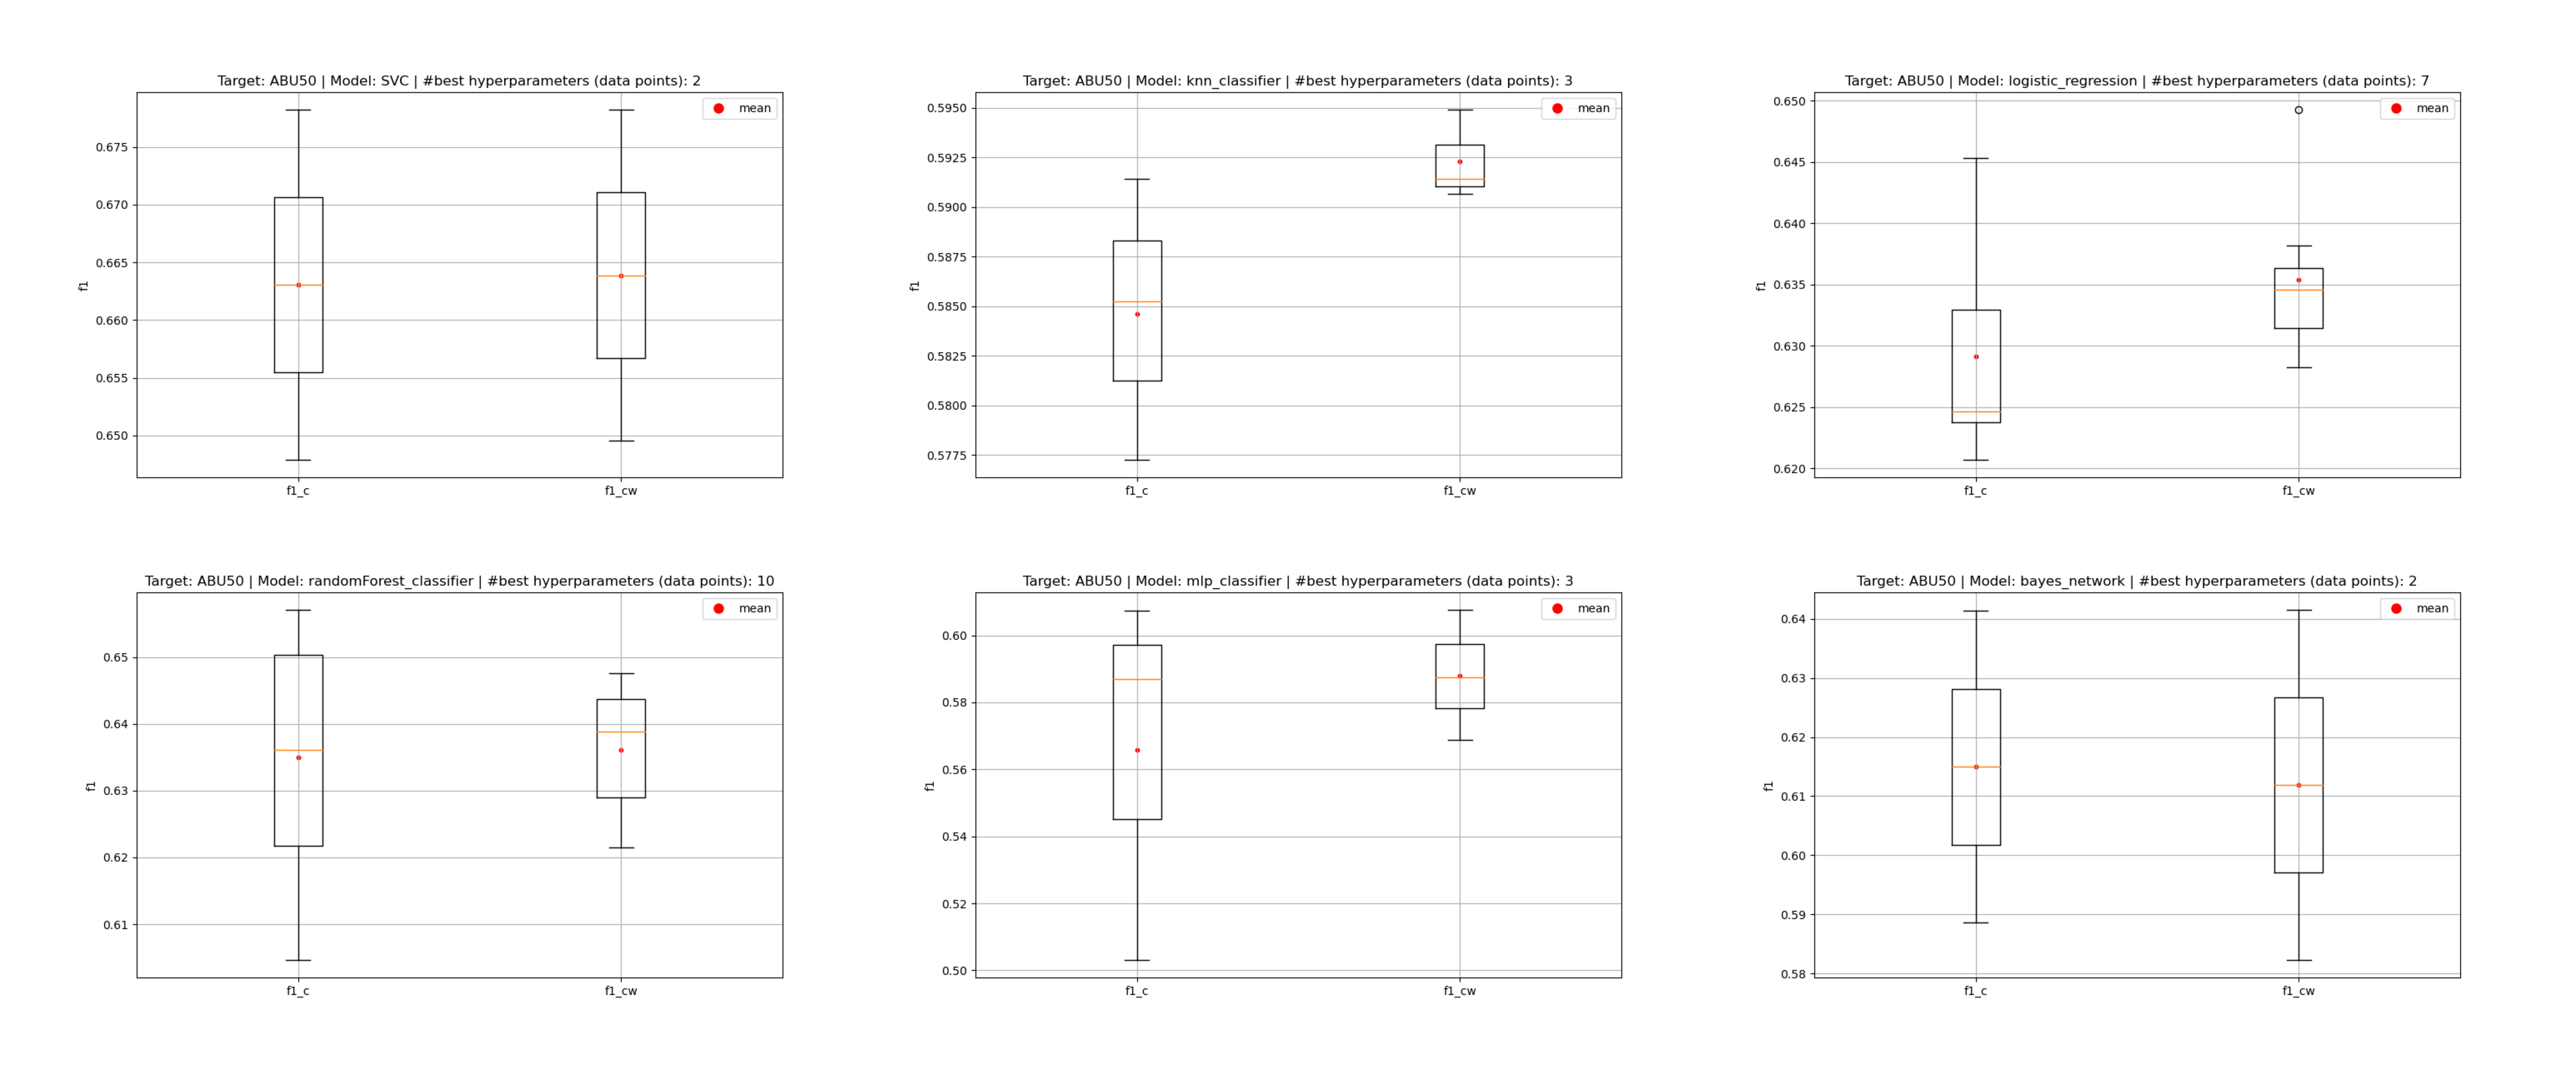 Target: ABU50 | Model: SVC | #best hyperparameters (data points): 2
mean
0.675
0.670
0.665
0.660
0.655
0.650
f1
f1_c
f1_cw
Target: ABU50 | Model: knn_classifier | #best hyperparameters (data points): 3
mean
0.5950
0.5925
0.5900
0.5875
0.5850
0.5825
0.5800
0.5775
f1
f1_c
f1_cw
Target: ABU50 | Model: logistic_regression | #best hyperparameters (data points): 7
mean
0.650
0.645
0.640
0.635
0.630
0.625
0.620
f1
f1_c
f1_cw
Target: ABU50 | Model: randomForest_classifier | #best hyperparameters (data points): 10
mean
0.65
0.64
0.63
0.62
0.61
f1
f1_c
f1_cw
Target: ABU50 | Model: mlp_classifier | #best hyperparameters (data points): 3
mean
0.60
0.58
0.56
0.54
0.52
0.50
f1
f1_c
f1_cw
Target: ABU50 | Model: bayes_network | #best hyperparameters (data points): 2
mean
0.64
0.63
0.62
0.61
0.60
0.59
0.58
f1
f1_c
f1_cw